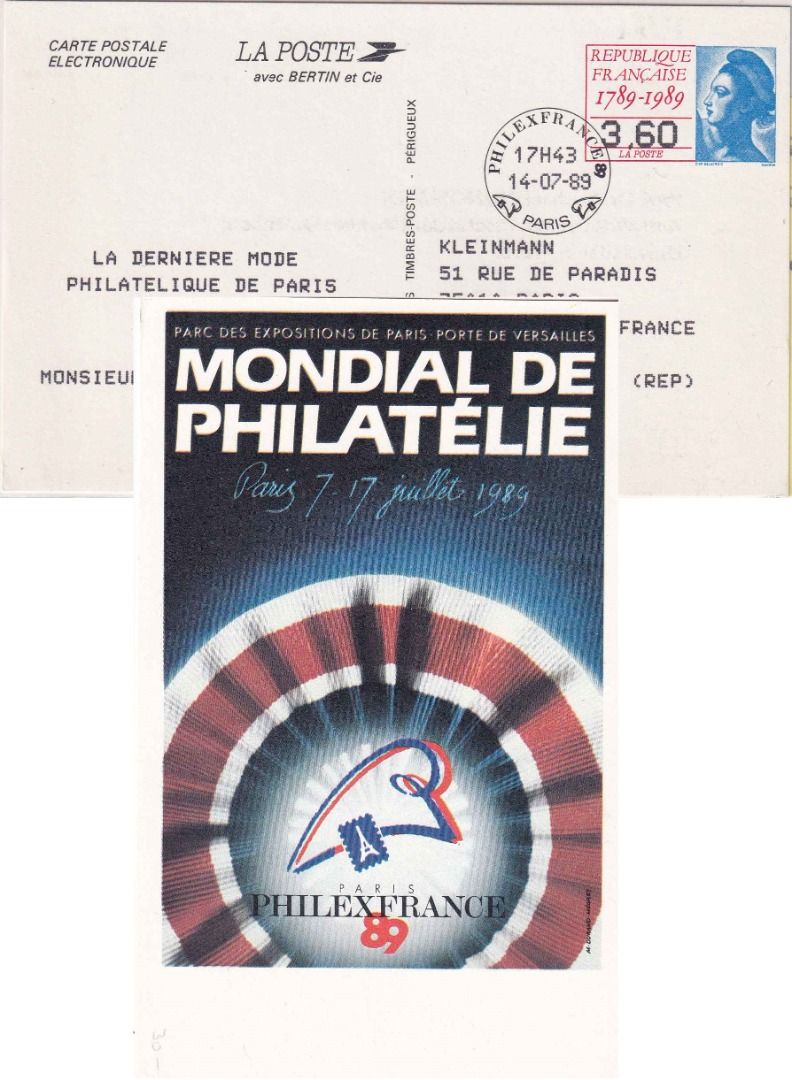 CARTE POSTALE
ELECTRONIQUE
LA POSTE
avec BERTIN et Cie
REPUBLIQUE
FRANÇAISE
1789-1989
3,60
LA POSTE
PHILEXFRANCE 89
17H43
14-07-89
PARIS
TIMBRES-POSTE - PÉRIGUEUX
LA DERNIERE MODE
PHILATELIQUE DE PARIS
KLEINMANN
51 RUE DE PARADIS
FRANCE
(REP)
PARC DES EXPOSITIONS DE PARIS·PORTE DE VERSAILLES
MONDIAL DE
PHILATÉLIE
Paris 7-17 juillet 1989
PARIS
PHILEXFRANCE
89
30-